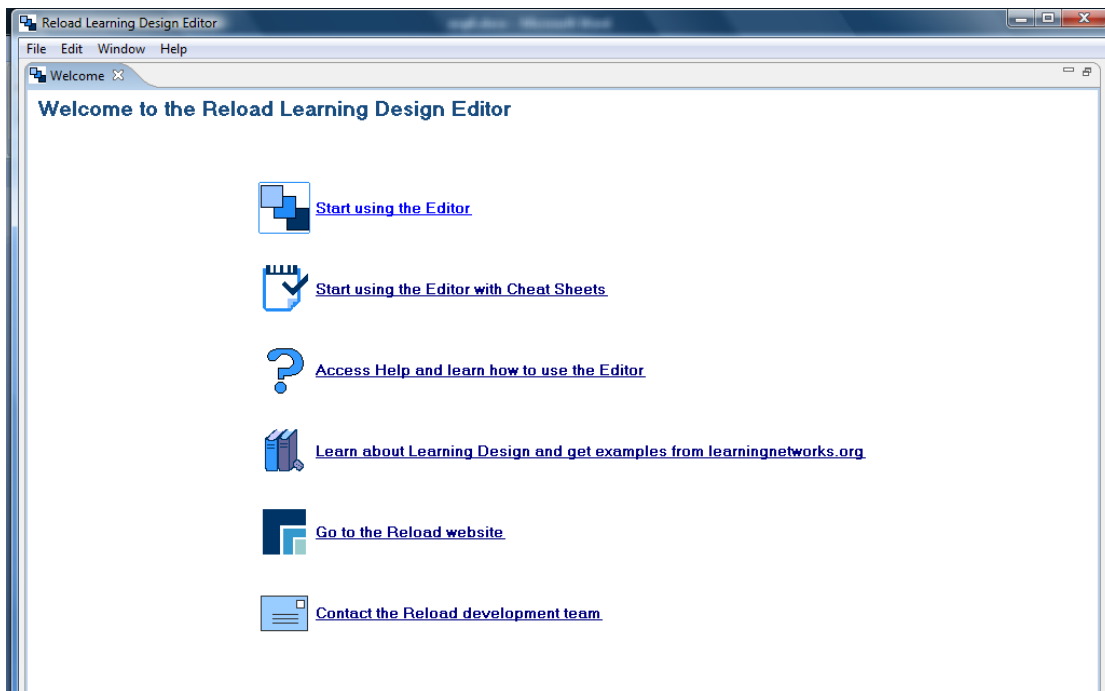 Reload Learning Design Editor
File Edit Window Help
Welcome
Welcome to the Reload Learning Design Editor
Start using the Editor
Start using the Editor with Cheat Sheets
Access Help and learn how to use the Editor
Learn about Learning Design and get examples from learningnetworks.org
Go to the Reload website
Contact the Reload development team